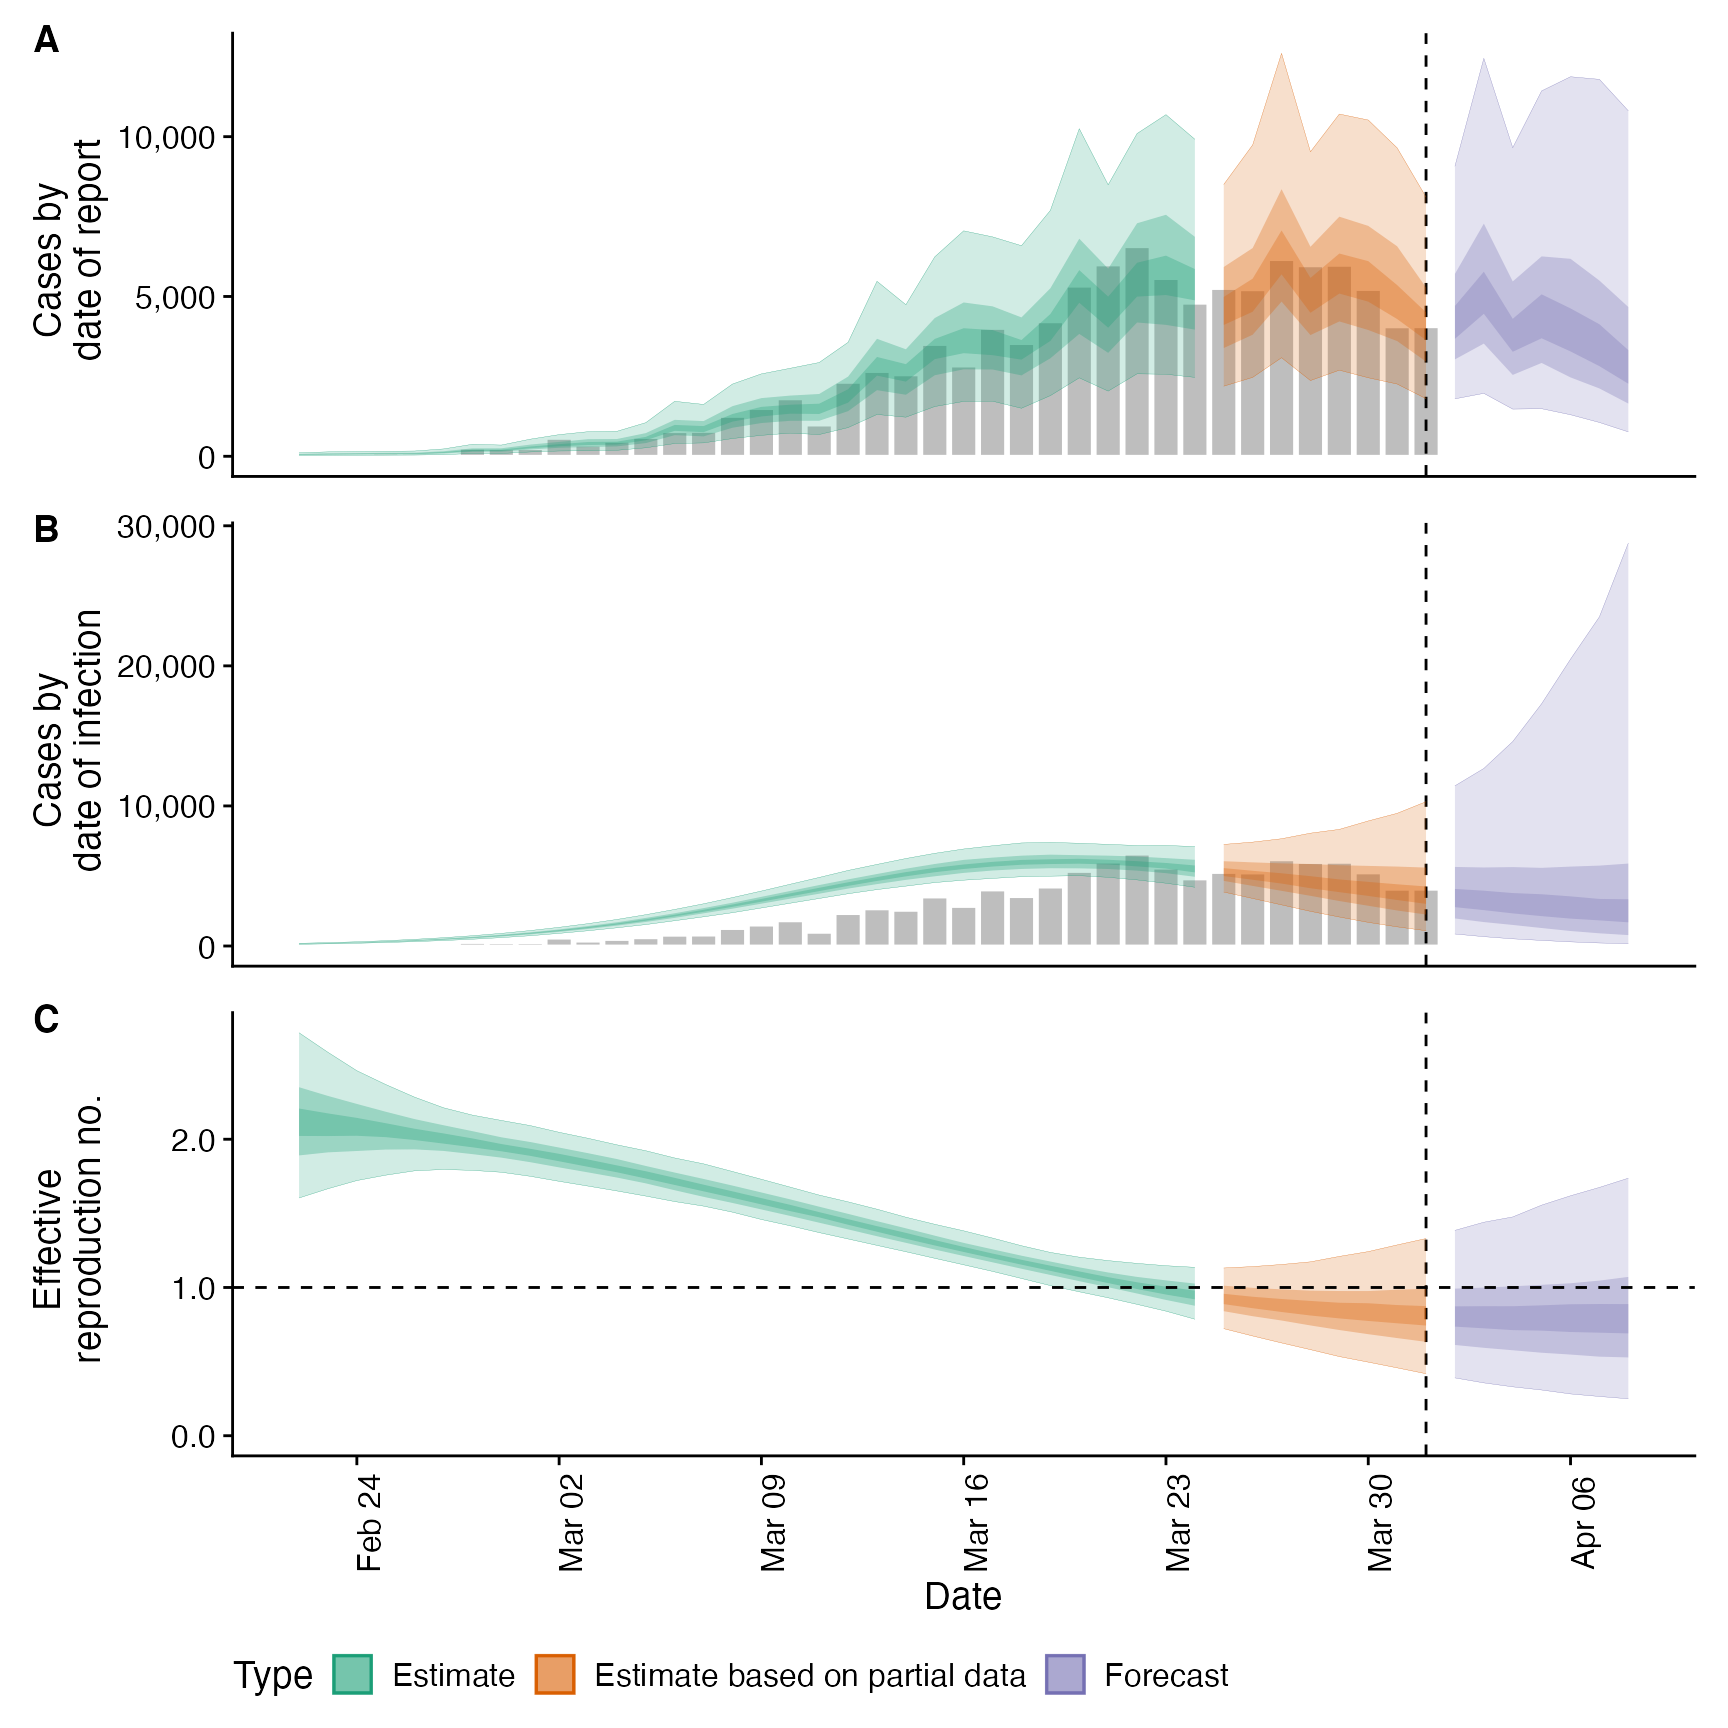 A
Cases by
date of report
10,000
5,000
0
B
Cases by
date of infection
30,000
20,000
10,000
0
C
Effective
reproduction no.
2.0
1.0
0.0
Feb 24
Mar 02
Mar 09
Mar 16
Mar 23
Mar 30
Apr 06
Date
Type
Estimate
Estimate based on partial data
Forecast